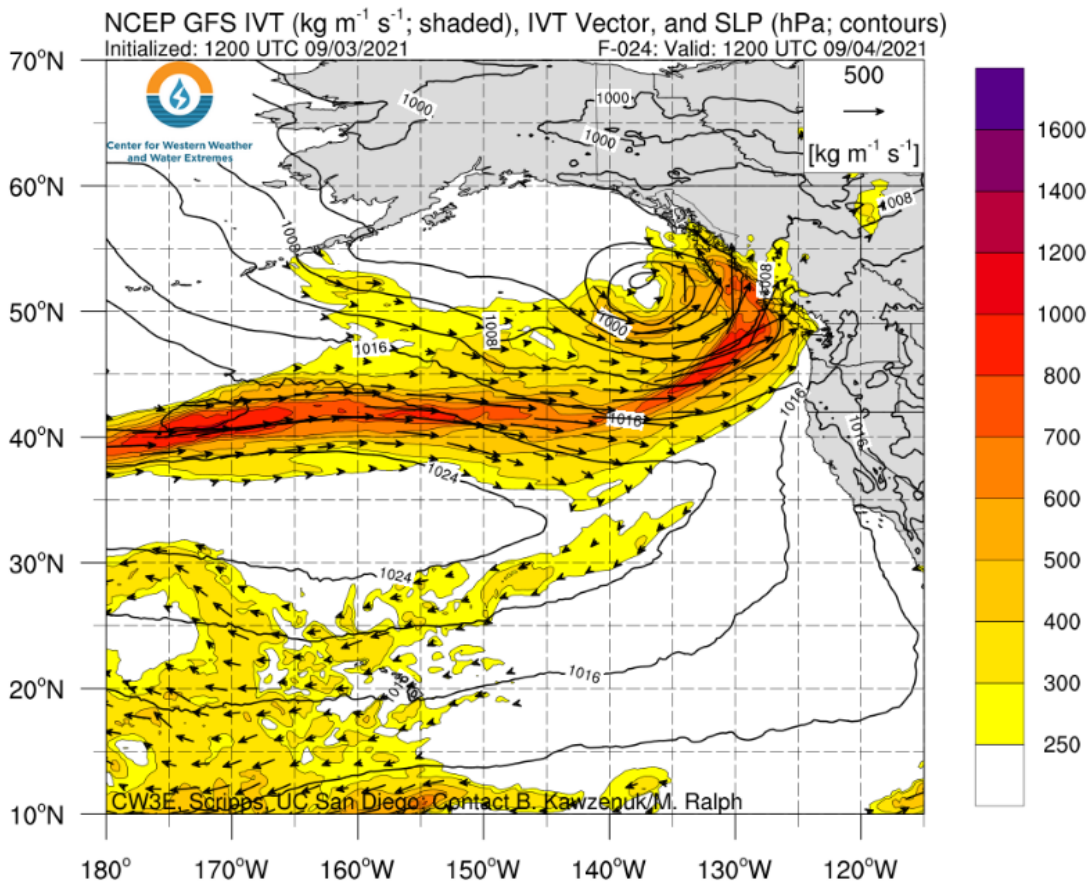 NCEP GFS IVT (kg m⁻¹ s⁻¹; shaded), IVT Vector, and SLP (hPa; contours)
Initialized: 1200 UTC 09/03/2021 F-024: Valid: 1200 UTC 09/04/2021
70°N
Center for Western Weather
and Water Extremes
500
[kg m⁻¹ s⁻¹]
1000
1000
1000
1600
60°N
1400
1008
1008
1200
1008
50°N
1000
1008
1000
1016
800
1016
1016
700
40°N
1016
1024
600
30°N
1024
500
400
20°N
1016
300
250
10°N
CW3E, Scripps, UC San Diego; Contact B. Kawzenuk/M. Ralph
180° 170°W 160°W 150°W 140°W 130°W 120°W